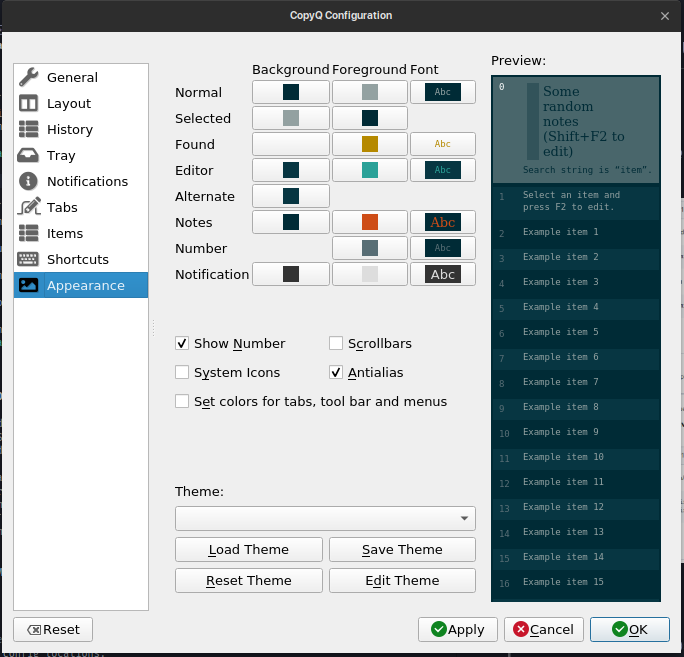 CopyQ Configuration
General
Layout
History
Tray
Notifications
Tabs
Items
Shortcuts
Appearance
Background Foreground Font
Normal Abc
Selected
Found Abc
Editor Abc
Alternate
Notes Abc
Number Abc
Notification Abc
Show Number
Scrollbars
System Icons
Antialias
Set colors for tabs, tool bar and menus
Theme:
Load Theme
Save Theme
Reset Theme
Edit Theme
Preview:
0 Some
random
notes
(Shift+F2 to
edit)
Search string is "item".
1 Select an item and
press F2 to edit.
2 Example item 1
3 Example item 2
4 Example item 3
5 Example item 4
6 Example item 5
7 Example item 6
8 Example item 7
9 Example item 8
10 Example item 9
11 Example item 10
12 Example item 11
13 Example item 12
14 Example item 13
15 Example item 14
16 Example item 15
Reset
Apply
Cancel
OK